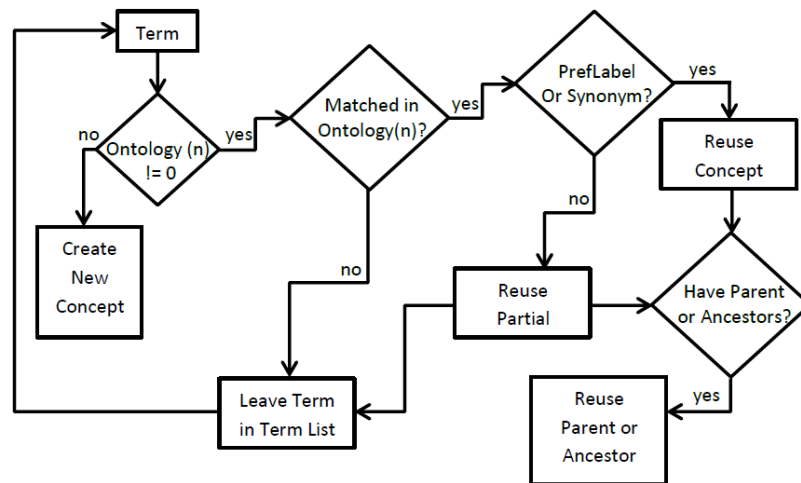 Term
no
Ontology (n)
!= 0
yes
Create
New
Concept
Matched in
Ontology(n)?
yes
no
PrefLabel
Or Synonym?
yes
no
Reuse
Concept
Reuse
Partial
Have Parent
or Ancestors?
yes
Leave Term
in Term List
Reuse
Parent or
Ancestor